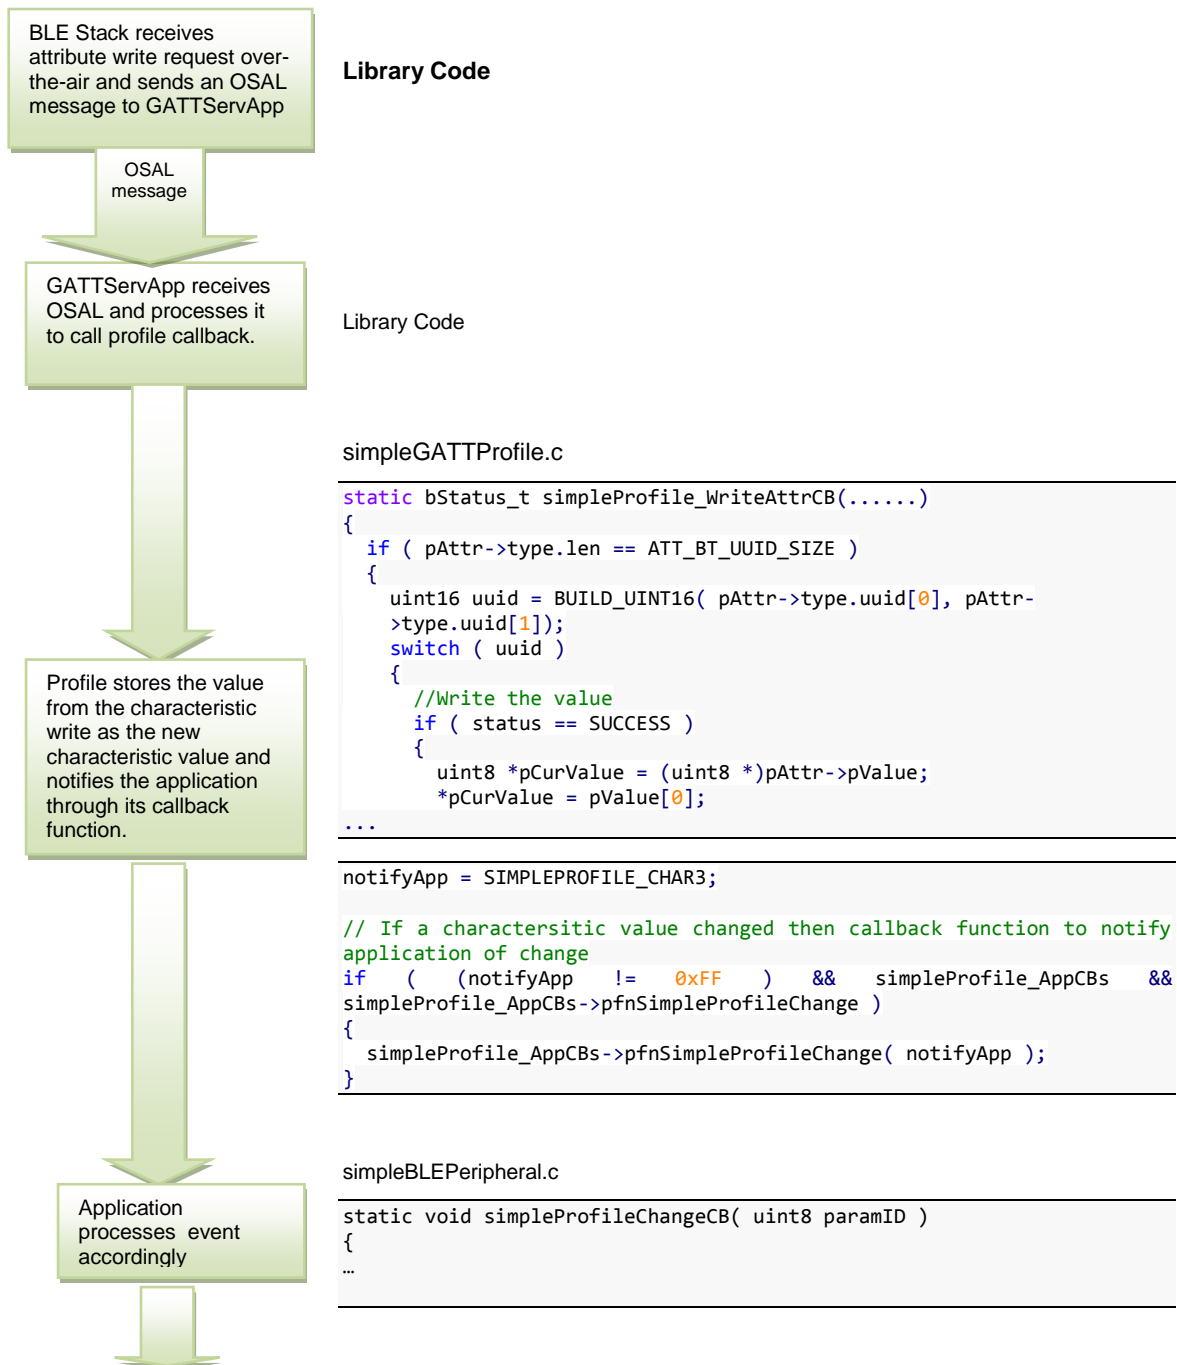 BLE Stack receives
attribute write request over-
the-air and sends an OSAL
message to GATTServApp
Library Code
OSAL
message
GATTServApp receives
OSAL and processes it
to call profile callback.
Library Code
simpleGATTProfile.c
static bStatus_t simpleProfile_WriteAttrCB(......)
{
if ( pAttr->type.len == ATT_BT_UUID_SIZE )
{
uint16 uuid = BUILD_UINT16( pAttr->type.uuid[0], pAttr-
>type.uuid[1]);
switch ( uuid )
{
//Write the value
if ( status == SUCCESS )
{
uint8 *pCurValue = (uint8 *)pAttr->pValue;
*pCurValue = pValue[0];
...
Profile stores the value
from the characteristic
write as the new
characteristic value and
notifies the application
through its callback
function.
notifyApp = SIMPLEPROFILE_CHAR3;
// If a charactersitic value changed then callback function to notify
application of change
if ( (notifyApp != 0xFF ) && simpleProfile_AppCBs &&
simpleProfile_AppCBs->pfnSimpleProfileChange )
{
simpleProfile_AppCBs->pfnSimpleProfileChange( notifyApp );
}
simpleBLEPeripheral.c
Application
processes event
accordingly
static void simpleProfileChangeCB( uint8 paramID )
{
…